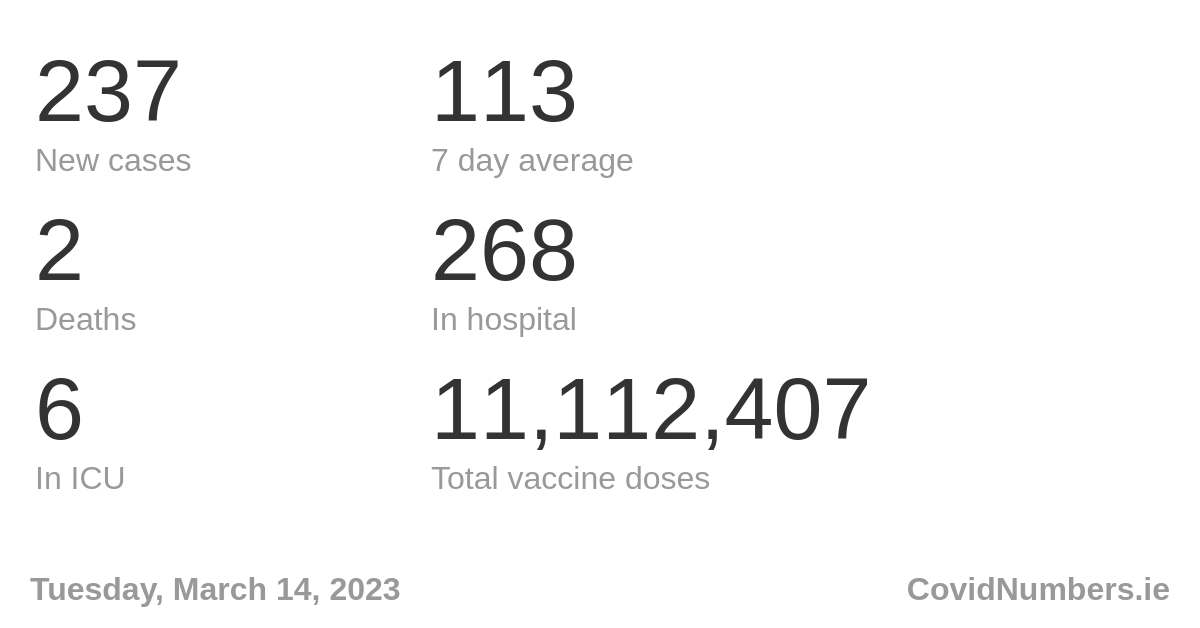 237
113
New cases
7 day average
2
268
Deaths
In hospital
6
11,112,407
In ICU
Total vaccine doses
Tuesday, March 14, 2023
CovidNumbers.ie